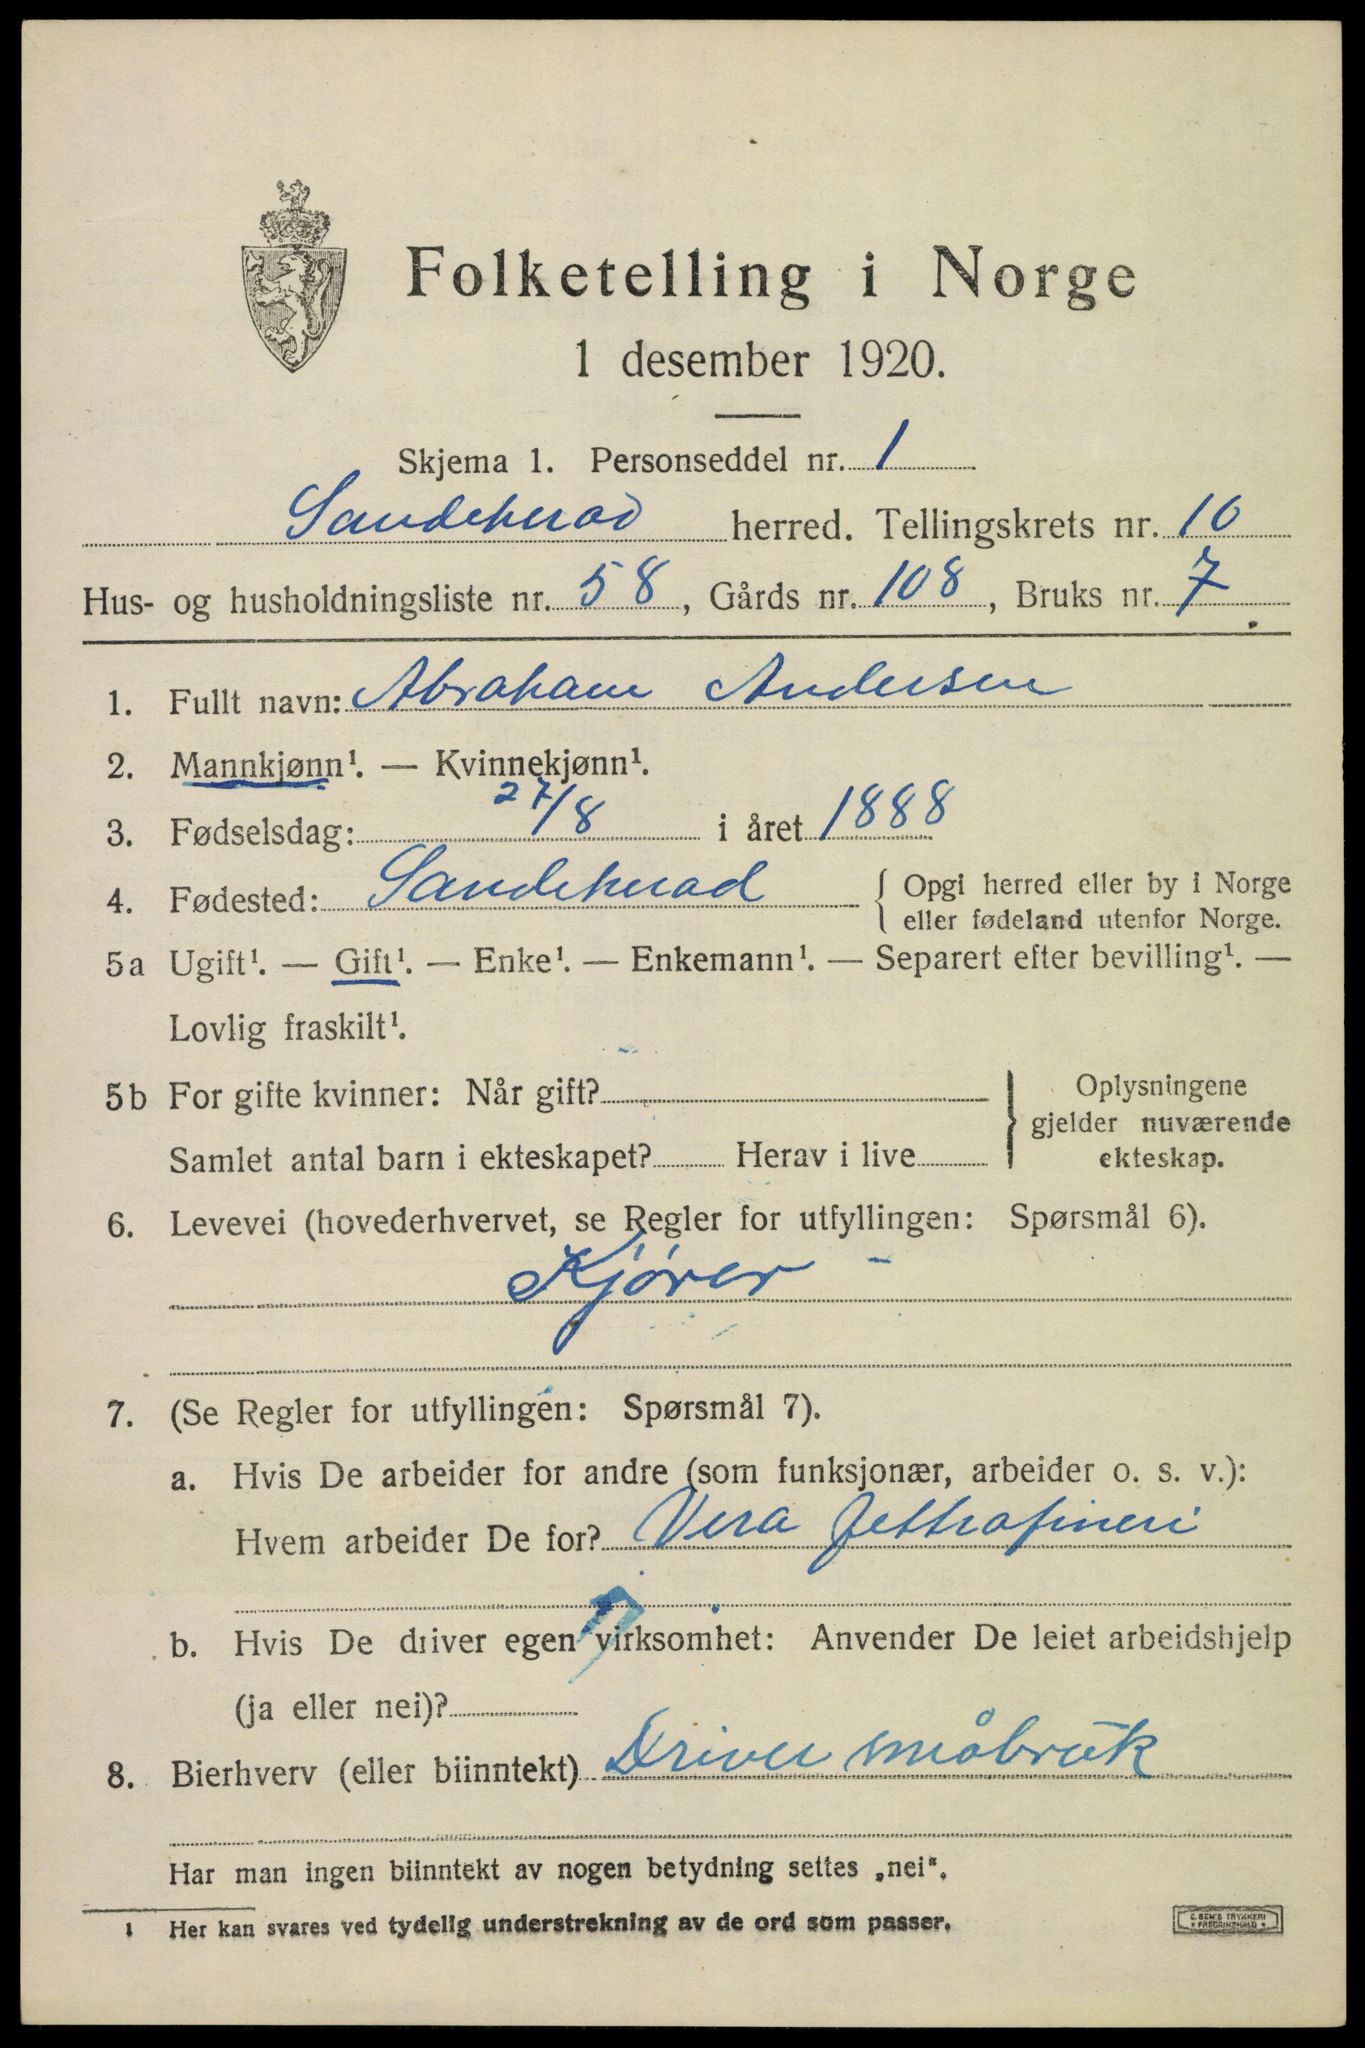 Folketelling i Norge
1 desember 1920.
Skjema 1. Personseddel nr. 1
Sandeherad herred. Tellingskrets nr. 10
Hus- og husholdningsliste nr. 58, Gårds nr. 108, Bruks nr. 7
1. Fullt navn: Abraham Andersen
2. Mannkjønn¹. — Kvinnekjønn¹.
3. Fødselsdag: 27/8 i året 1888
4. Fødested: Sandeherad { Opgi herred eller by i Norge
eller fødeland utenfor Norge.
5a Ugift¹. — Gift¹. — Enke¹. — Enkemann¹. — Separert efter bevilling¹. —
Lovlig fraskilt¹.
5b For gifte kvinner: Når gift?
Samlet antal barn i ekteskapet? Herav i live
} Oplysningene
gjelder nuværende
ekteskap.
6. Levevei (hovederhvervet, se Regler for utfyllingen: Spørsmål 6).
Kjører
7. (Se Regler for utfyllingen: Spørsmål 7).
a. Hvis De arbeider for andre (som funksjonær, arbeider o. s. v.):
Hvem arbeider De for? Vera fettrafineri
b. Hvis De driver egen virksomhet: Anvender De leiet arbeidshjelp
(ja eller nei)?
8. Bierhverv (eller biinntekt) Driver småbruk
Har man ingen biinntekt av nogen betydning settes „nei“.
1 Her kan svares ved tydelig understrekning av de ord som passer.
E. SEM'S TRYKKERI
FREDRIKSHALD